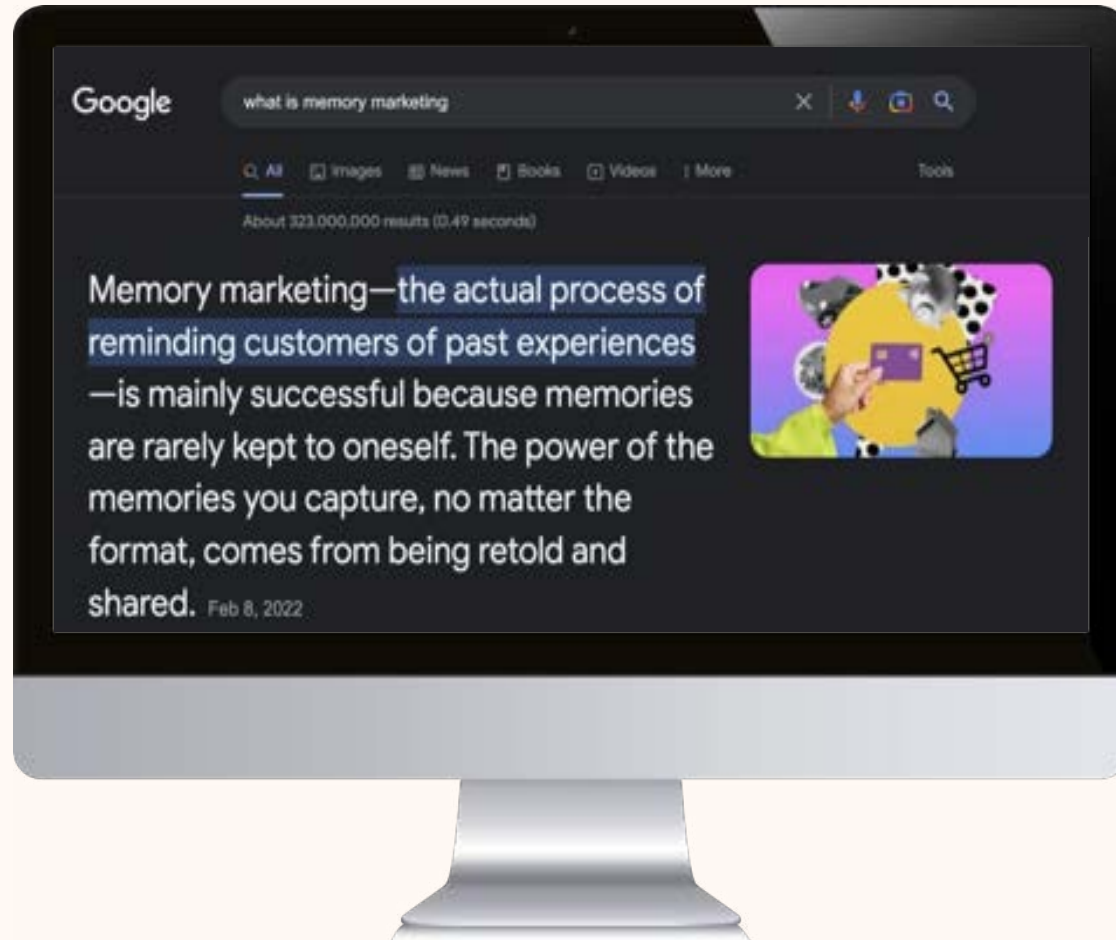 Google
what is memory marketing
All Images News Books Videos More Tools
About 323,000,000 results (0.49 seconds)
Memory marketing—the actual process of
reminding customers of past experiences
—is mainly successful because memories
are rarely kept to oneself. The power of the
memories you capture, no matter the
format, comes from being retold and
shared. Feb 8, 2022